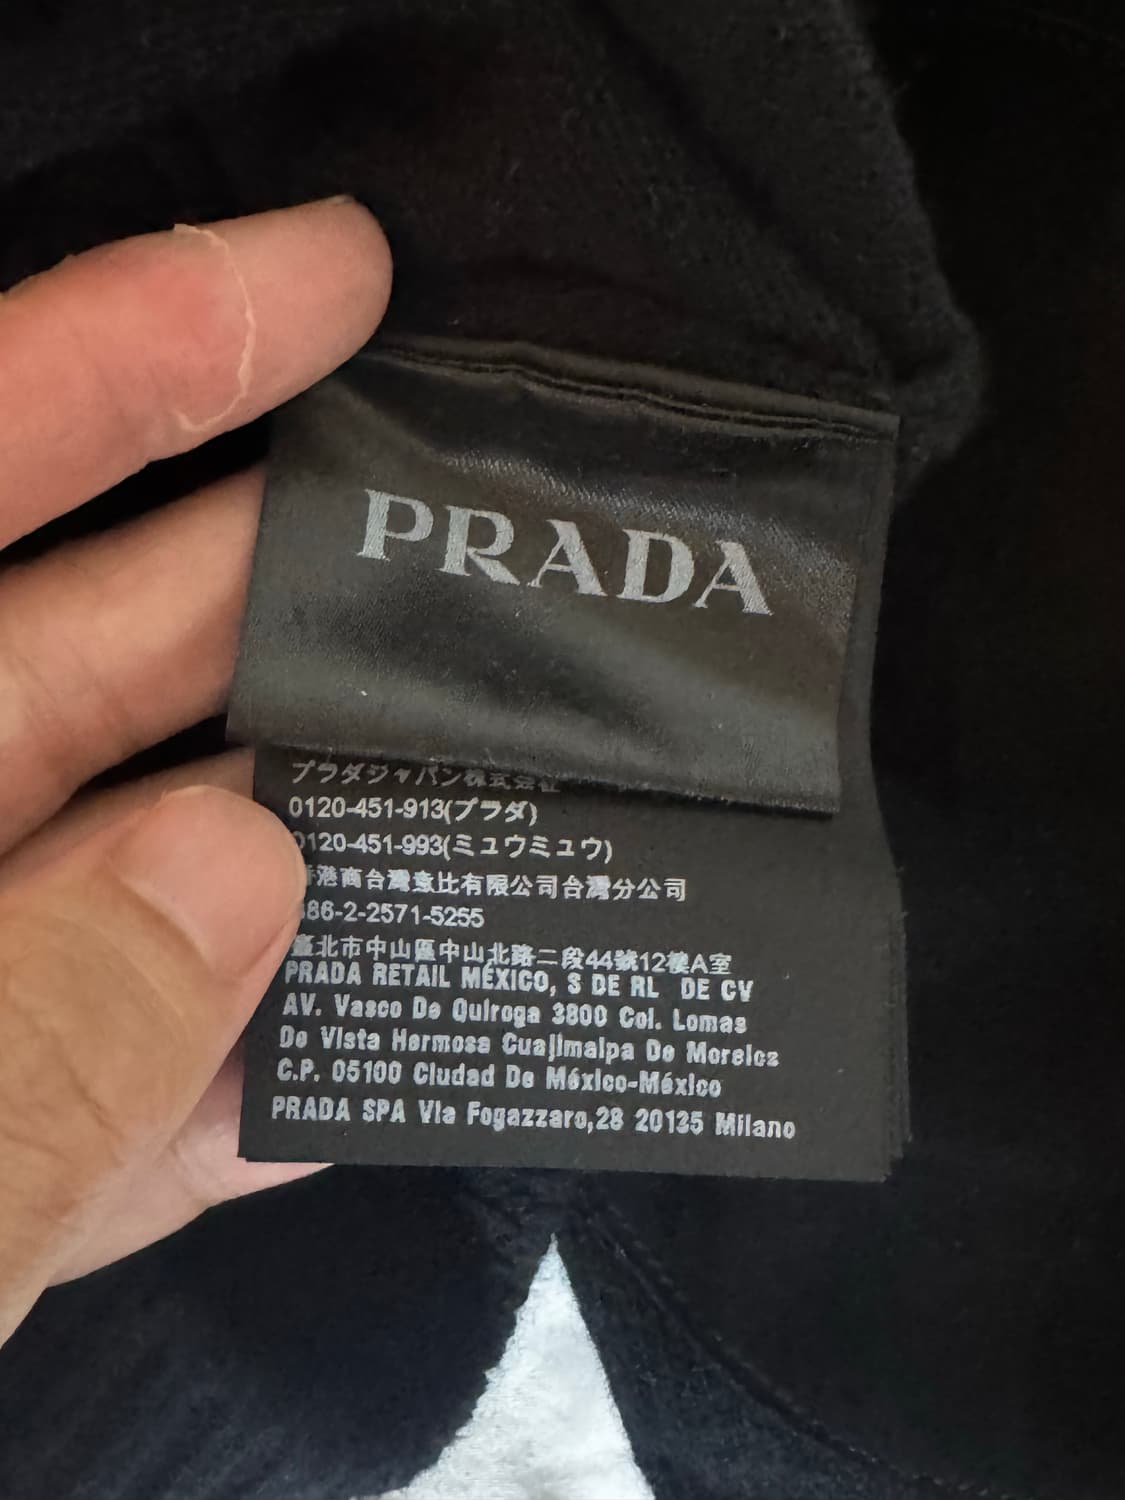 PRADA
プラダジャパン株式会社
0120-451-913(プラダ)
0120-451-993(ミュウミュウ)
香港商台灣意比有限公司台灣分公司
886-2-2571-5255
臺北市中山區中山北路二段44號12樓A室
PRADA RETAIL MÉXICO, S DE RL DE CV
AV. Vasco De Quiroga 3800 Col. Lomas
De Vista Hermosa Cuajimalpa De Morelos
C.P. 05100 Ciudad De México-México
PRADA SPA Via Fogazzaro,28 20135 Milano